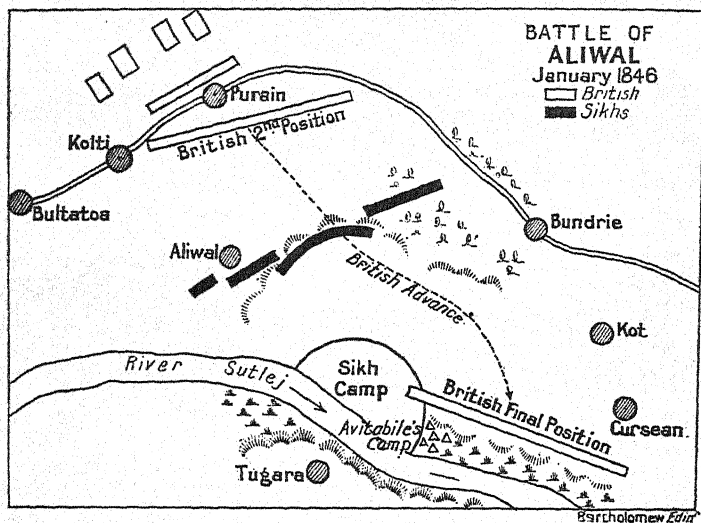 BATTLE OF
ALIWAL
January 1846
British
Sikhs
Purain
British 2nd Position
Kolti
Bultatoa
Bundrie
Aliwal
British Advance
Kot
River Sutlej
Sikh
Camp
British Final Position
Avitabile's
Camp
Cursean.
Tugara
Bartholomew Edinr